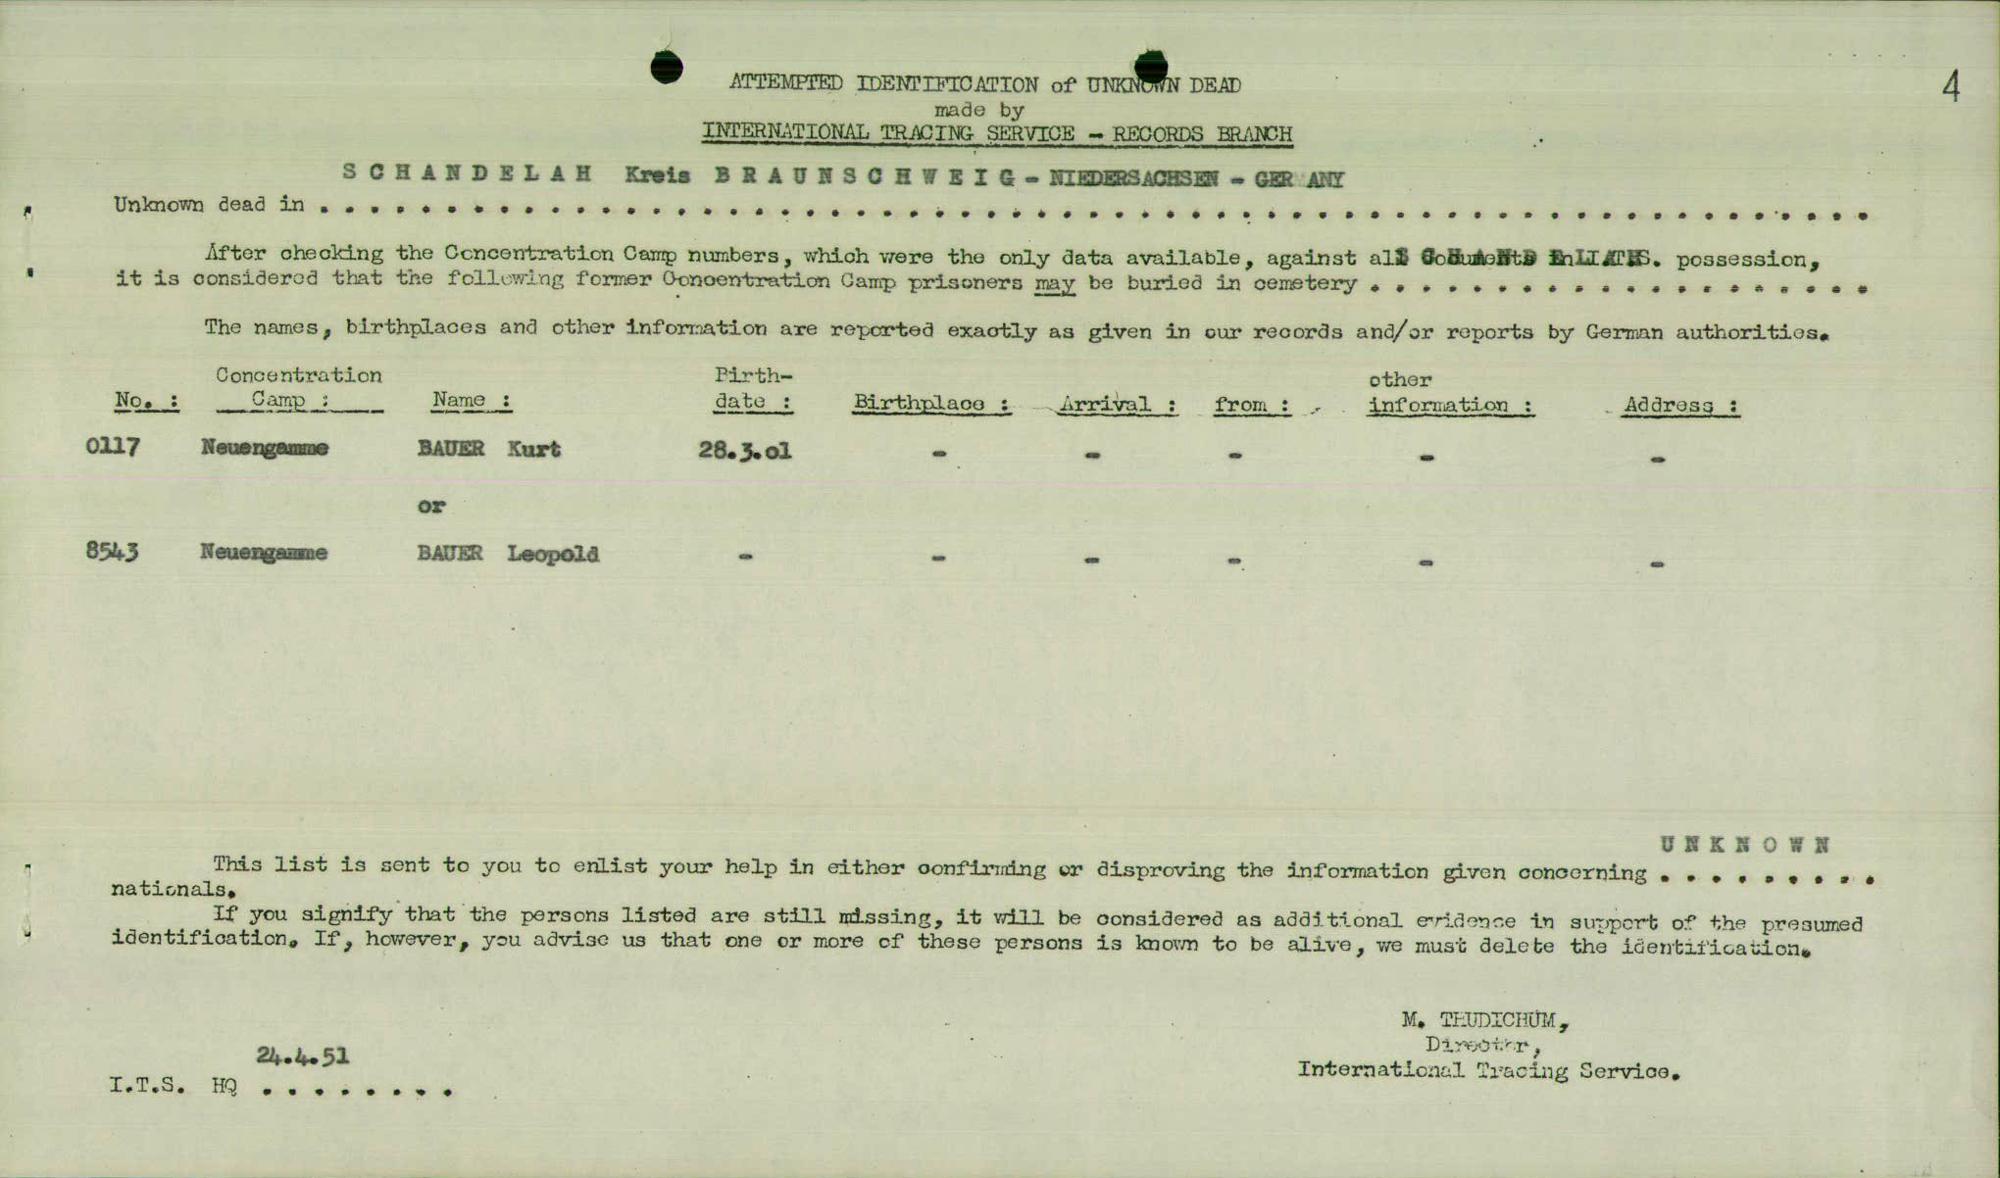 4
ATTEMPTED IDENTIFICATION of UNKNOWN DEAD
made by
INTERNATIONAL TRACING SERVICE - RECORDS BRANCH
SCHANDELAH Kreis BRAUNSCHWEIG - NIEDERSACHSEN - GER ANY
Unknown dead in . . . . . . . . . . . . . . . . . . . . . . . . . . . . . . . . . . . . . . . . . . . . . . . . . . . . . . . . . . . . .
After checking the Concentration Camp numbers, which were the only data available, against possession,
it is considered that the following former Concentration Camp prisoners may be buried in cemetery . . . . . . . . . . . . . . . . . . . .
The names, birthplaces and other information are reported exactly as given in our records and/or reports by German authorities.
No. : Concentration Camp : Name : Birth-date : Birthplace : Arrival : from : other information : Address :
0117 Neuengamme BAUER Kurt 28.3.01 - - - - -
or
8543 Neuengamme BAUER Leopold - - - - - -
UNKNOWN
This list is sent to you to enlist your help in either confirming or disproving the information given concerning . . . . . . . . .
nationals.
If you signify that the persons listed are still missing, it will be considered as additional evidence in support of the presumed
identification. If, however, you advise us that one or more of these persons is known to be alive, we must delete the identification.
M. THUDICHUM,
Director,
International Tracing Service.
24.4.51
I.T.S. HQ . . . . . . . .